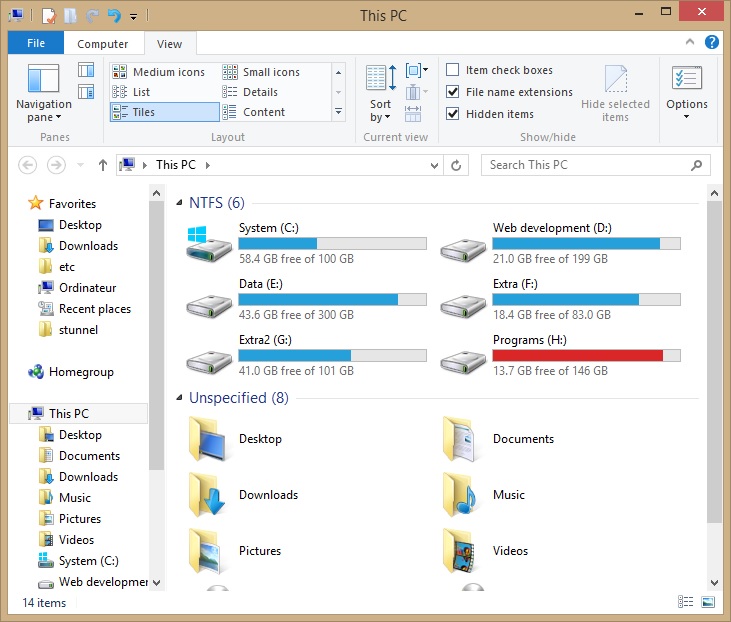 This PC
File Computer View
Navigation pane
Medium icons Small icons
List Details
Tiles Content
Sort by
Item check boxes
File name extensions
Hidden items
Hide selected items
Options
Panes Layout Current view Show/hide
This PC
Search This PC
Favorites
Desktop
Downloads
etc
Ordinateur
Recent places
stunnel
Homegroup
This PC
Desktop
Documents
Downloads
Music
Pictures
Videos
System (C:)
Web developmer
NTFS (6)
System (C:)
58.4 GB free of 100 GB
Web development (D:)
21.0 GB free of 199 GB
Data (E:)
43.6 GB free of 300 GB
Extra (F:)
18.4 GB free of 83.0 GB
Extra2 (G:)
41.0 GB free of 101 GB
Programs (H:)
13.7 GB free of 146 GB
Unspecified (8)
Desktop
Documents
Downloads
Music
Pictures
Videos
14 items